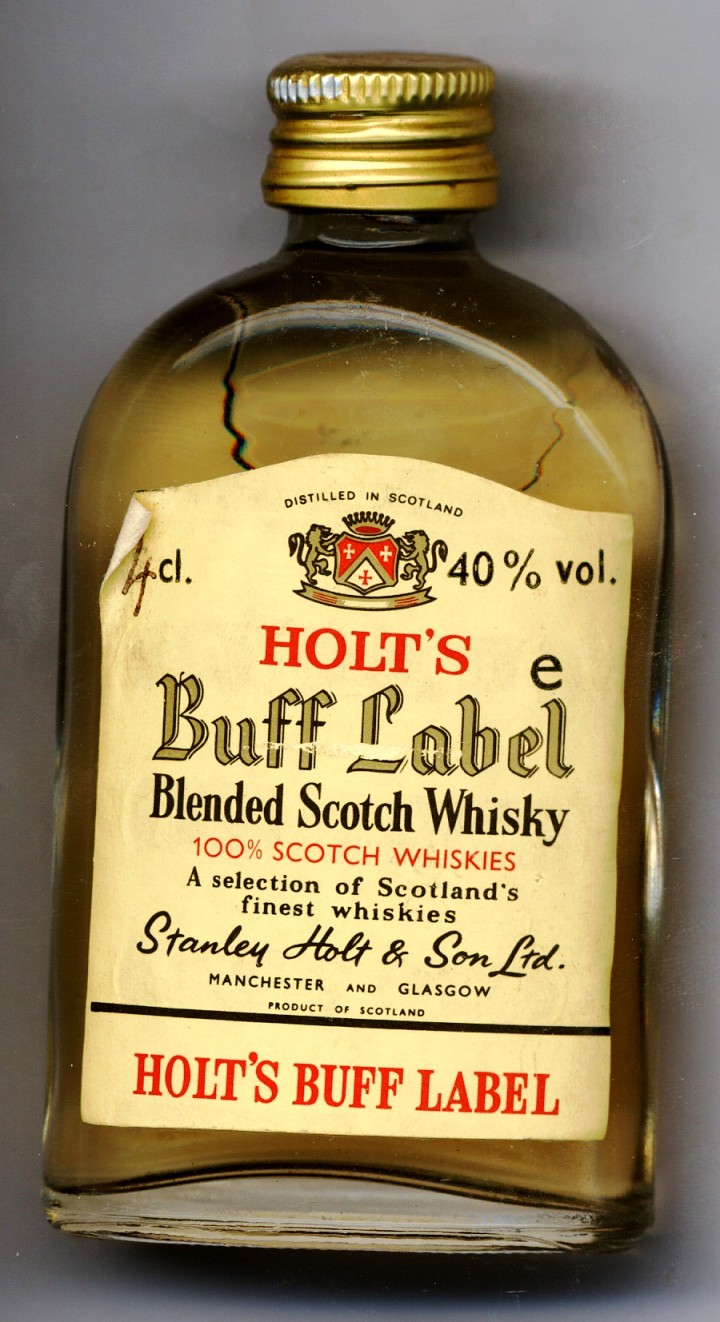 DISTILLED IN SCOTLAND
4cl.
40% vol.
HOLT'S
e
Buff Label
Blended Scotch Whisky
100% SCOTCH WHISKIES
A selection of Scotland's
finest whiskies
Stanley Holt & Son Ltd.
MANCHESTER AND GLASGOW
PRODUCT OF SCOTLAND
HOLT'S BUFF LABEL